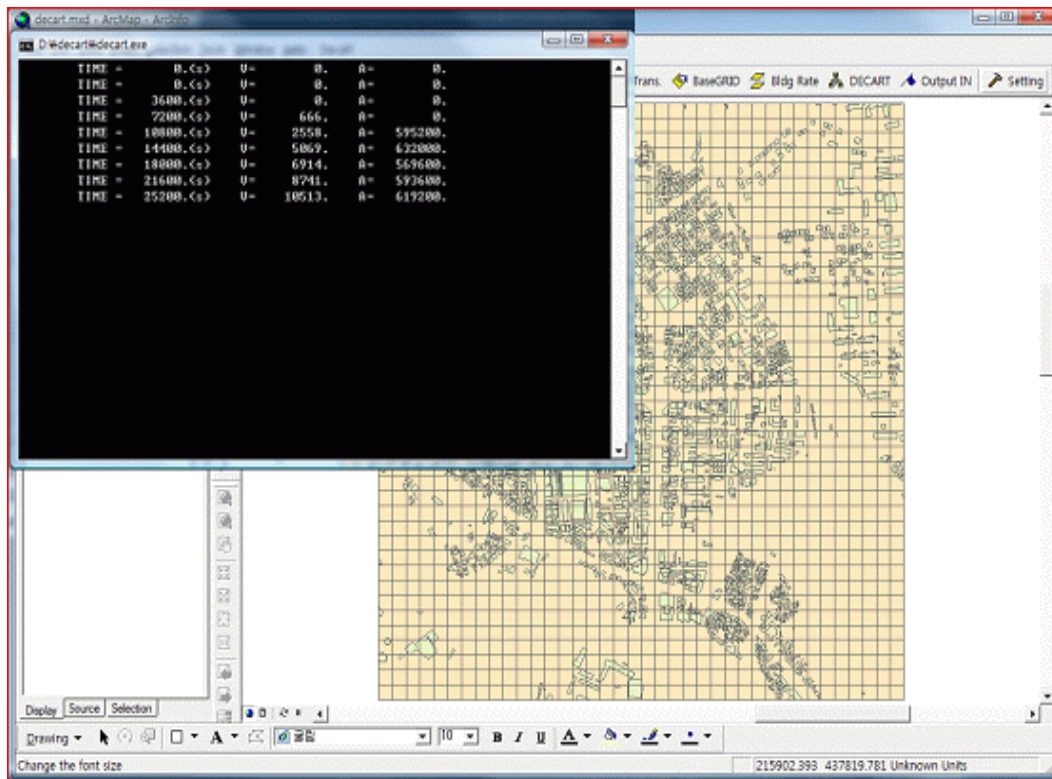 decart.mxd - ArcMap - ArcInfo
D:₩decart₩decart.exe
TIME = 0.(s) V= 0. A= 0.
TIME = 0.(s) V= 0. A= 0.
TIME = 3600.(s) V= 0. A= 0.
TIME = 7200.(s) V= 666. A= 0.
TIME = 10800.(s) V= 2558. A= 595200.
TIME = 14400.(s) V= 5069. A= 632000.
TIME = 18000.(s) V= 6914. A= 569600.
TIME = 21600.(s) V= 8741. A= 593600.
TIME = 25200.(s) V= 10513. A= 619200.
Trans. BaseGRID Bldg Rate DECART Output IN Setting
Display Source Selection
Drawing A 굴림 10 B I U A
Change the font size 215902.393 437819.781 Unknown Units